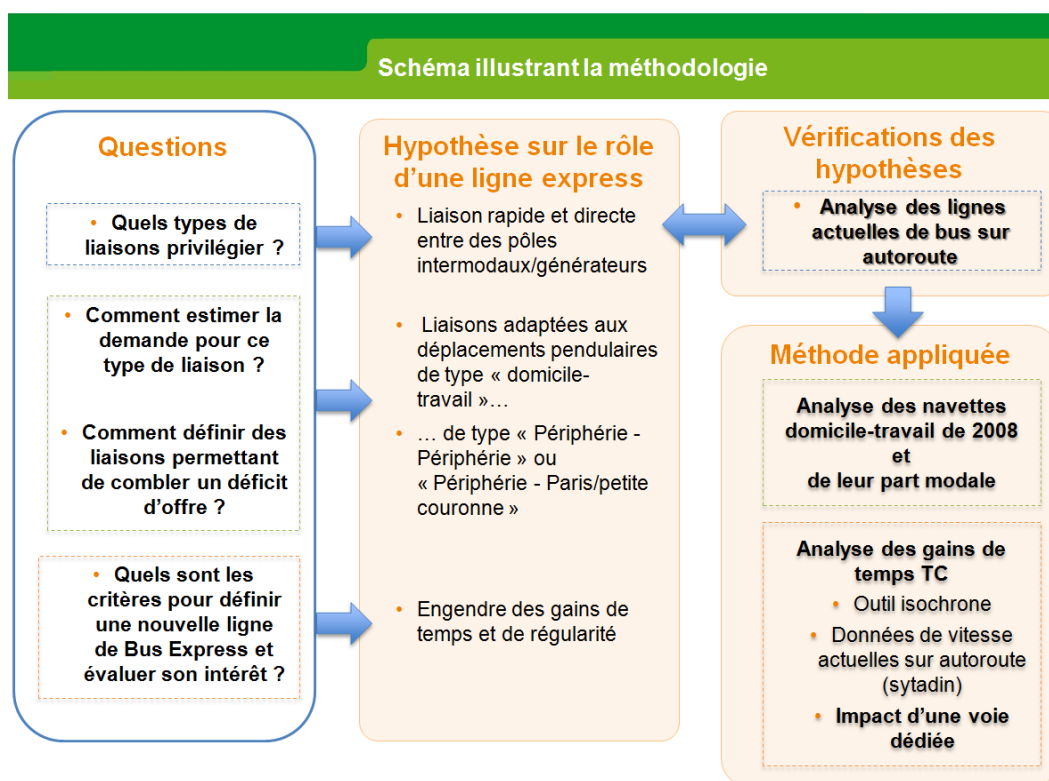 Schéma illustrant la méthodologie
Questions
• Quels types de
liaisons privilégier ?
• Comment estimer la
demande pour ce
type de liaison ?
• Comment définir des
liaisons permettant
de combler un déficit
d'offre ?
• Quels sont les
critères pour définir
une nouvelle ligne
de Bus Express et
évaluer son intérêt ?
Hypothèse sur le rôle
d'une ligne express
• Liaison rapide et directe
entre des pôles
intermodaux/générateurs
• Liaisons adaptées aux
déplacements pendulaires
de type « domicile-
travail »…
• … de type « Périphérie -
Périphérie » ou
« Périphérie - Paris/petite
couronne »
• Engendre des gains de
temps et de régularité
Vérifications des
hypothèses
• Analyse des lignes
actuelles de bus sur
autoroute
Méthode appliquée
Analyse des navettes
domicile-travail de 2008
et
de leur part modale
Analyse des gains de
temps TC
• Outil isochrone
• Données de vitesse
actuelles sur autoroute
(sytadin)
• Impact d'une voie
dédiée